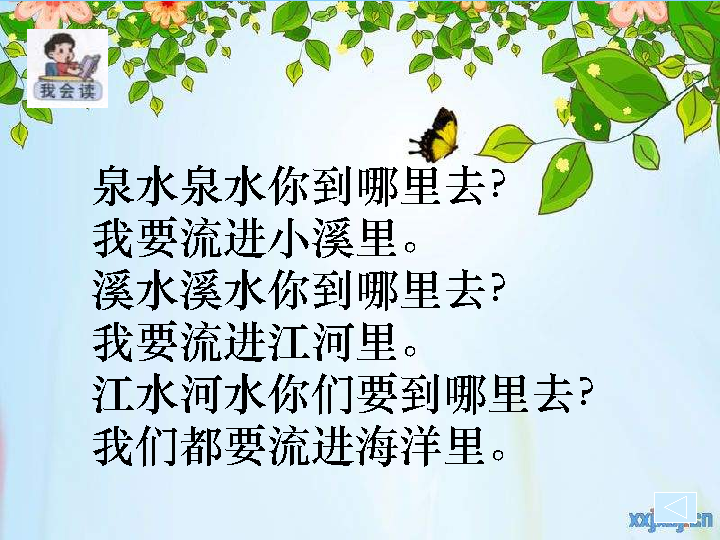 我会读
泉水泉水你到哪里去?
我要流进小溪里。
溪水溪水你到哪里去?
我要流进江河里。
江水河水你们要到哪里去?
我们都要流进海洋里。